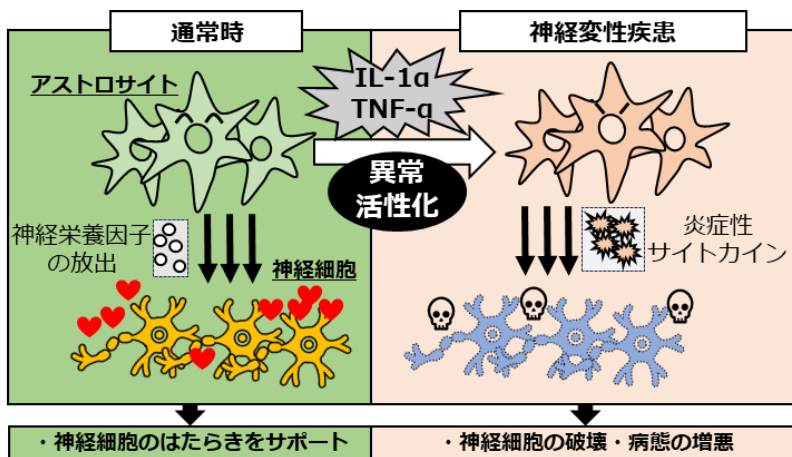 通常時
神経変性疾患
アストロサイト
IL-1α
TNF-α
異常
活性化
神経栄養因子
の放出
神経細胞
炎症性
サイトカイン
・神経細胞のはたらきをサポート
・神経細胞の破壊・病態の増悪